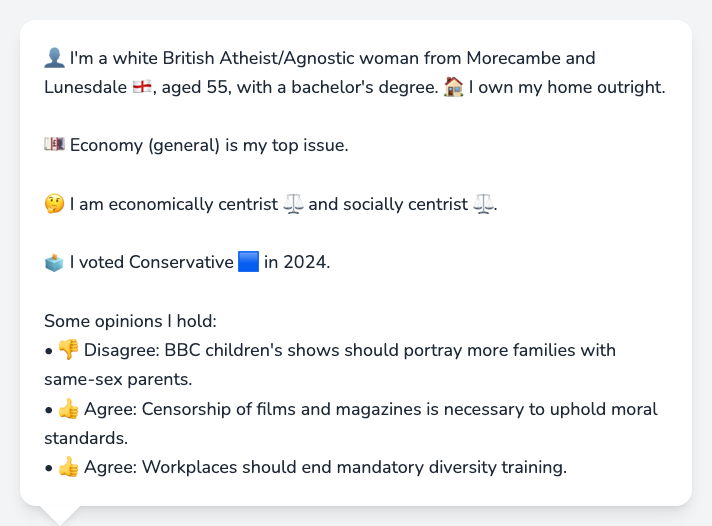 👤 I'm a white British Atheist/Agnostic woman from Morecambe and
Lunesdale 🏴󠁧󠁢󠁥󠁮󠁧󠁿, aged 55, with a bachelor's degree. 🏠 I own my home outright.
💷 Economy (general) is my top issue.
🤔 I am economically centrist ⚖️ and socially centrist ⚖️.
🗳️ I voted Conservative 🟦 in 2024.
Some opinions I hold:
• 👎 Disagree: BBC children's shows should portray more families with
same-sex parents.
• 👍 Agree: Censorship of films and magazines is necessary to uphold moral
standards.
• 👍 Agree: Workplaces should end mandatory diversity training.